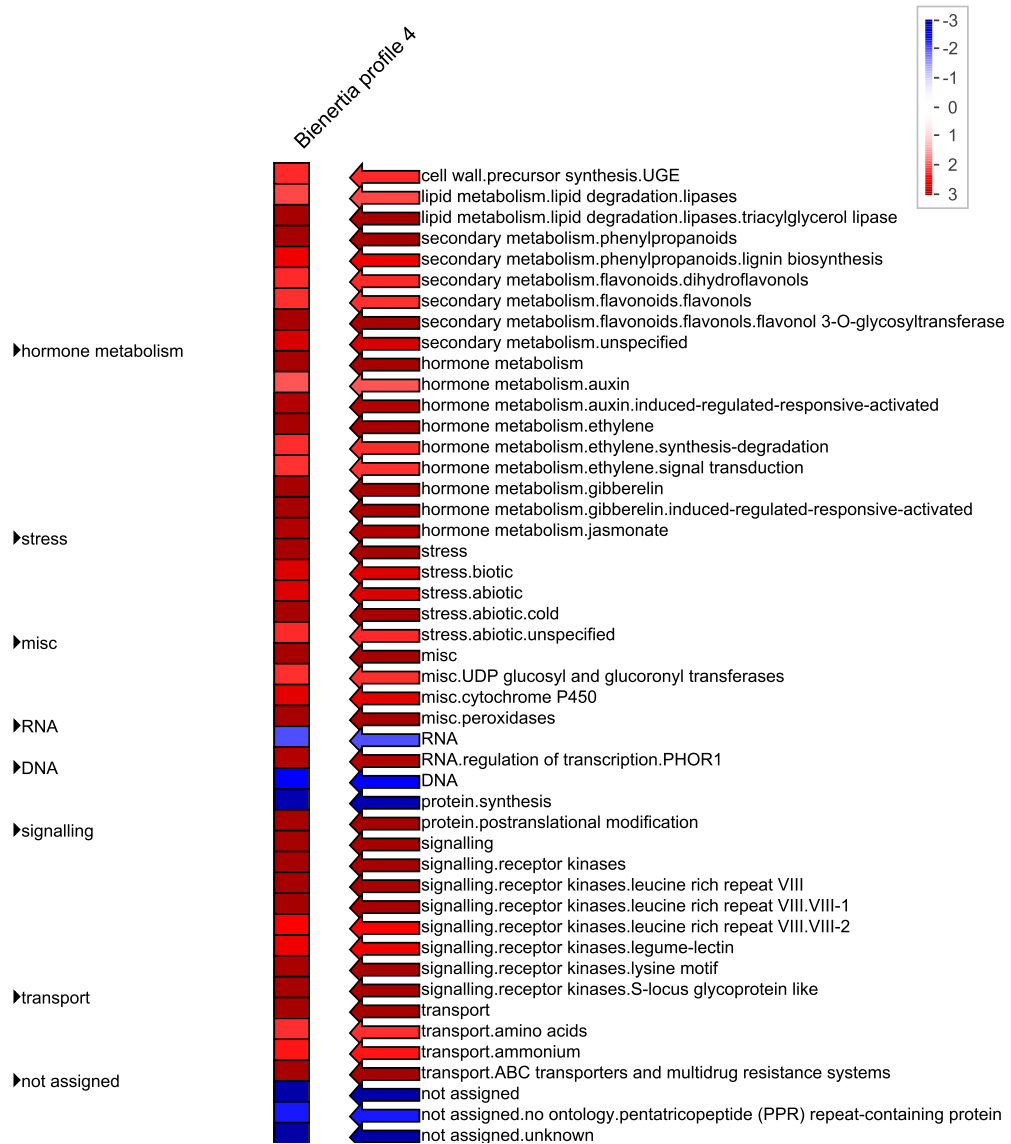 Bienertia profile 4
-3
-2
-1
0
1
2
3
cell wall.precursor synthesis.UGE
lipid metabolism.lipid degradation.lipases
lipid metabolism.lipid degradation.lipases.triacylglycerol lipase
secondary metabolism.phenylpropanoids
secondary metabolism.phenylpropanoids.lignin biosynthesis
secondary metabolism.flavonoids.dihydroflavonols
secondary metabolism.flavonoids.flavonols
secondary metabolism.flavonoids.flavonols.flavonol 3-O-glycosyltransferase
secondary metabolism.unspecified
hormone metabolism
hormone metabolism
hormone metabolism.auxin
hormone metabolism.auxin.induced-regulated-responsive-activated
hormone metabolism.ethylene
hormone metabolism.ethylene.synthesis-degradation
hormone metabolism.ethylene.signal transduction
hormone metabolism.gibberelin
hormone metabolism.gibberelin.induced-regulated-responsive-activated
hormone metabolism.jasmonate
stress
stress
stress.biotic
stress.abiotic
stress.abiotic.cold
stress.abiotic.unspecified
misc
misc
misc.UDP glucosyl and glucoronyl transferases
misc.cytochrome P450
misc.peroxidases
RNA
RNA
RNA.regulation of transcription.PHOR1
DNA
DNA
protein.synthesis
protein.postranslational modification
signalling
signalling
signalling.receptor kinases
signalling.receptor kinases.leucine rich repeat VIII
signalling.receptor kinases.leucine rich repeat VIII.VIII-1
signalling.receptor kinases.leucine rich repeat VIII.VIII-2
signalling.receptor kinases.legume-lectin
signalling.receptor kinases.lysine motif
signalling.receptor kinases.S-locus glycoprotein like
transport
transport
transport.amino acids
transport.ammonium
transport.ABC transporters and multidrug resistance systems
not assigned
not assigned
not assigned.no ontology.pentatricopeptide (PPR) repeat-containing protein
not assigned.unknown